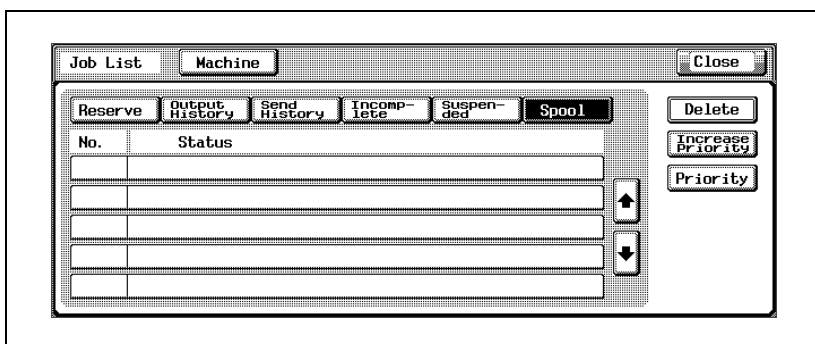 Job List Machine Close
Reserve Output History Send History Incomp- lete Suspen- ded Spool Delete
No. Status Increase Priority
Priority